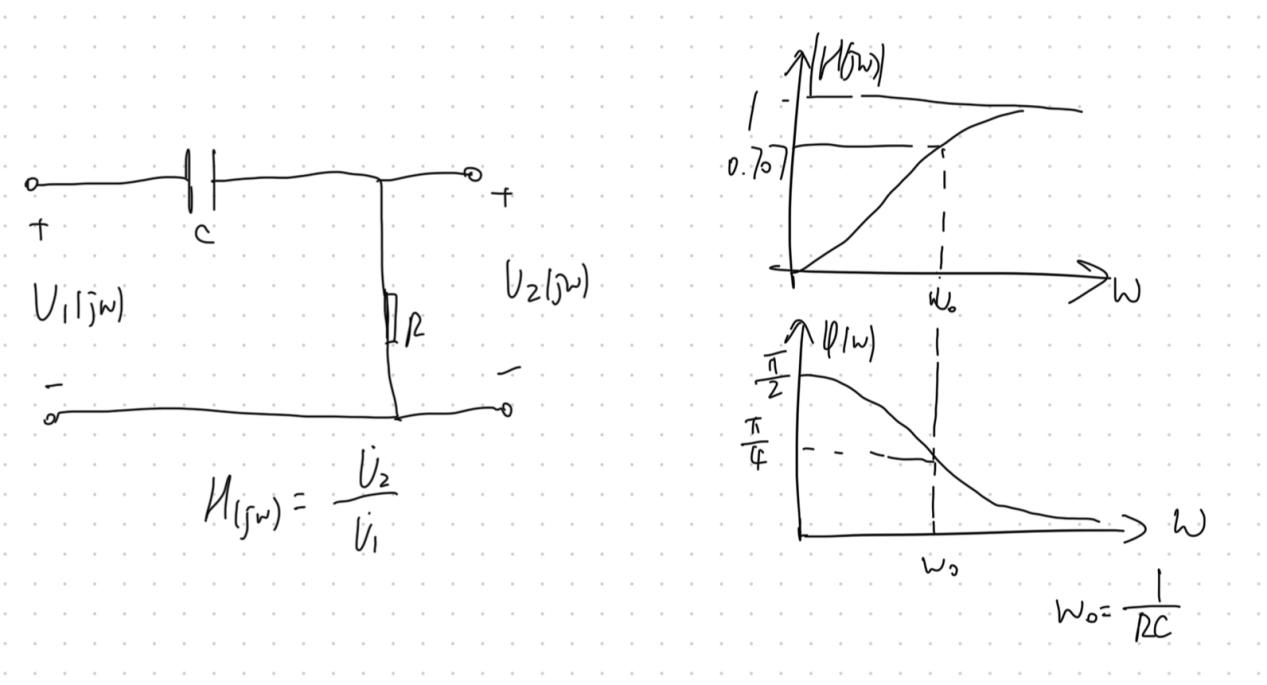 +
C
+
U₁(jω)
R
U₂(jω)
−
−
H(jω) = U̇₂ / U̇₁
|H(jω)|
1
0.707
ω₀
ω
φ(ω)
π/2
π/4
ω₀
ω
ω₀ = 1 / RC